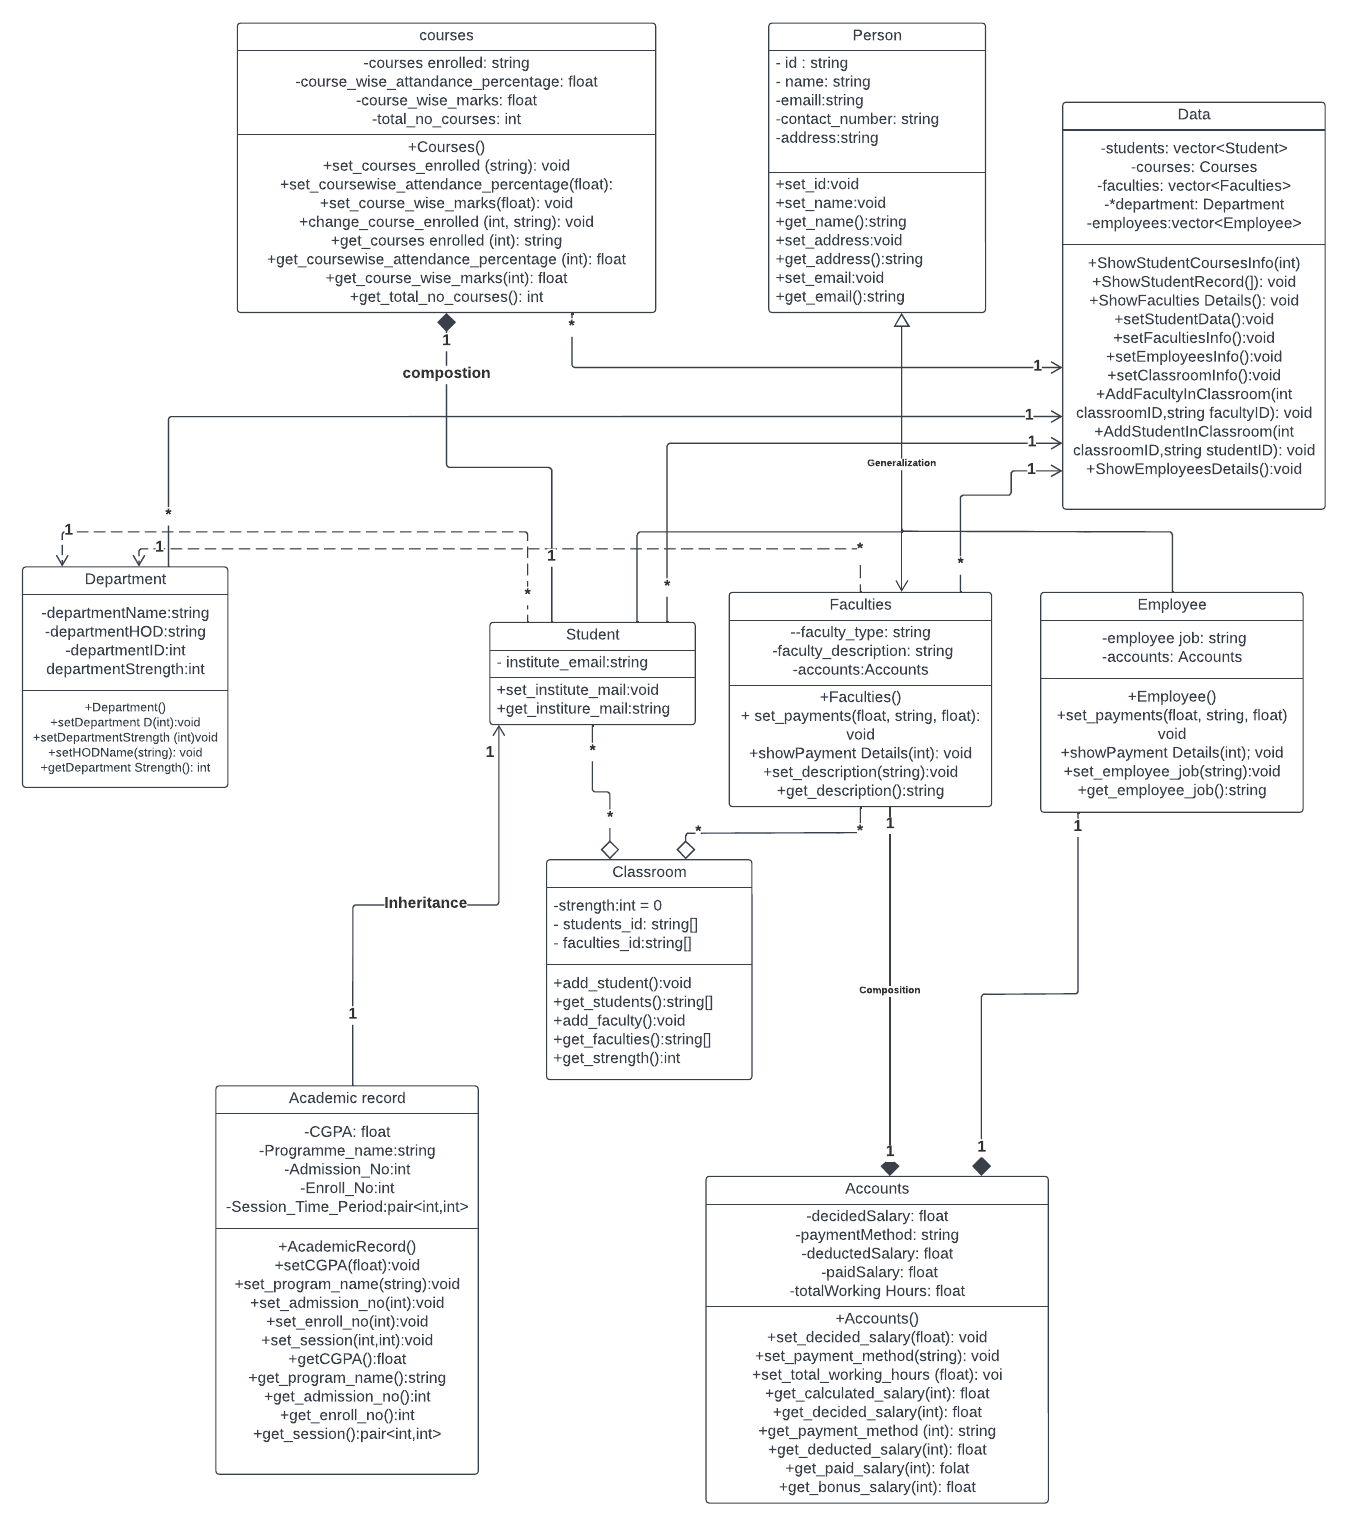 courses
-courses enrolled: string
-course_wise_attandance_percentage: float
-course_wise_marks: float
-total_no_courses: int
+Courses()
+set_courses_enrolled (string): void
+set_coursewise_attendance_percentage(float):
+set_course_wise_marks(float): void
+change_course_enrolled (int, string): void
+get_courses enrolled (int): string
+get_coursewise_attendance_percentage (int): float
+get_course_wise_marks(int): float
+get_total_no_courses(): int
Person
- id : string
- name: string
-emaill:string
-contact_number: string
-address:string
+set_id:void
+set_name:void
+get_name():string
+set_address:void
+get_address():string
+set_email:void
+get_email():string
Data
-students: vector<Student>
-courses: Courses
-faculties: vector<Faculties>
-*department: Department
-employees:vector<Employee>
+ShowStudentCoursesInfo(int)
+ShowStudentRecord(]): void
+ShowFaculties Details(): void
+setStudentData():void
+setFacultiesInfo():void
+setEmployeesInfo():void
+setClassroomInfo():void
+AddFacultyInClassroom(int
classroomID,string facultyID): void
+AddStudentInClassroom(int
classroomID,string studentID): void
+ShowEmployeesDetails():void
1
*
compostion
1
1
1
Generalization
1
*
1
1
*
1
*
*
*
Department
-departmentName:string
-departmentHOD:string
-departmentID:int
departmentStrength:int
+Department()
+setDepartment D(int):void
+setDepartmentStrength (int)void
+setHODName(string): void
+getDepartment Strength(): int
Student
- institute_email:string
+set_institute_mail:void
+get_institure_mail:string
Faculties
--faculty_type: string
-faculty_description: string
-accounts:Accounts
+Faculties()
+ set_payments(float, string, float):
void
+showPayment Details(int): void
+set_description(string):void
+get_description():string
Employee
-employee job: string
-accounts: Accounts
+Employee()
+set_payments(float, string, float)
void
+showPayment Details(int); void
+set_employee_job(string):void
+get_employee_job():string
1
*
*
*
*
1
1
Classroom
-strength:int = 0
- students_id: string[]
- faculties_id:string[]
+add_student():void
+get_students():string[]
+add_faculty():void
+get_faculties():string[]
+get_strength():int
Inheritance
1
Composition
1
1
Academic record
-CGPA: float
-Programme_name:string
-Admission_No:int
-Enroll_No:int
-Session_Time_Period:pair<int,int>
+AcademicRecord()
+setCGPA(float):void
+set_program_name(string):void
+set_admission_no(int):void
+set_enroll_no(int):void
+set_session(int,int):void
+getCGPA():float
+get_program_name():string
+get_admission_no():int
+get_enroll_no():int
+get_session():pair<int,int>
Accounts
-decidedSalary: float
-paymentMethod: string
-deductedSalary: float
-paidSalary: float
-totalWorking Hours: float
+Accounts()
+set_decided_salary(float): void
+set_payment_method(string): void
+set_total_working_hours (float): voi
+get_calculated_salary(int): float
+get_decided_salary(int): float
+get_payment_method (int): string
+get_deducted_salary(int): float
+get_paid_salary(int): folat
+get_bonus_salary(int): float